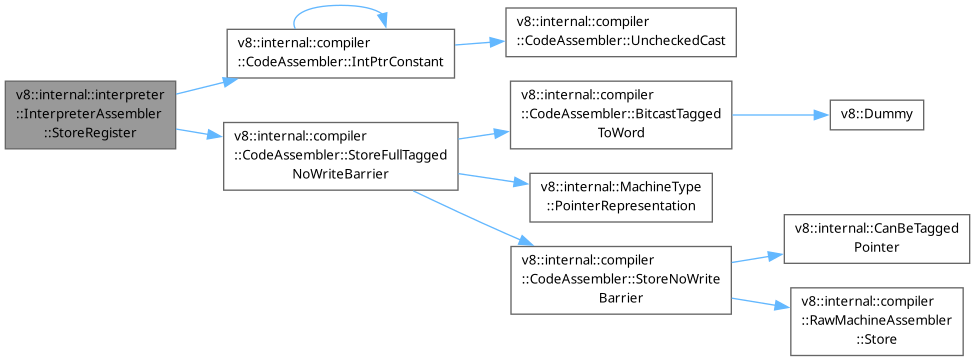 v8::internal::interpreter
::InterpreterAssembler
::StoreRegister
v8::internal::compiler
::CodeAssembler::IntPtrConstant
v8::internal::compiler
::CodeAssembler::UncheckedCast
v8::internal::compiler
::CodeAssembler::StoreFullTagged
NoWriteBarrier
v8::internal::compiler
::CodeAssembler::BitcastTagged
ToWord
v8::Dummy
v8::internal::MachineType
::PointerRepresentation
v8::internal::compiler
::CodeAssembler::StoreNoWrite
Barrier
v8::internal::CanBeTagged
Pointer
v8::internal::compiler
::RawMachineAssembler
::Store